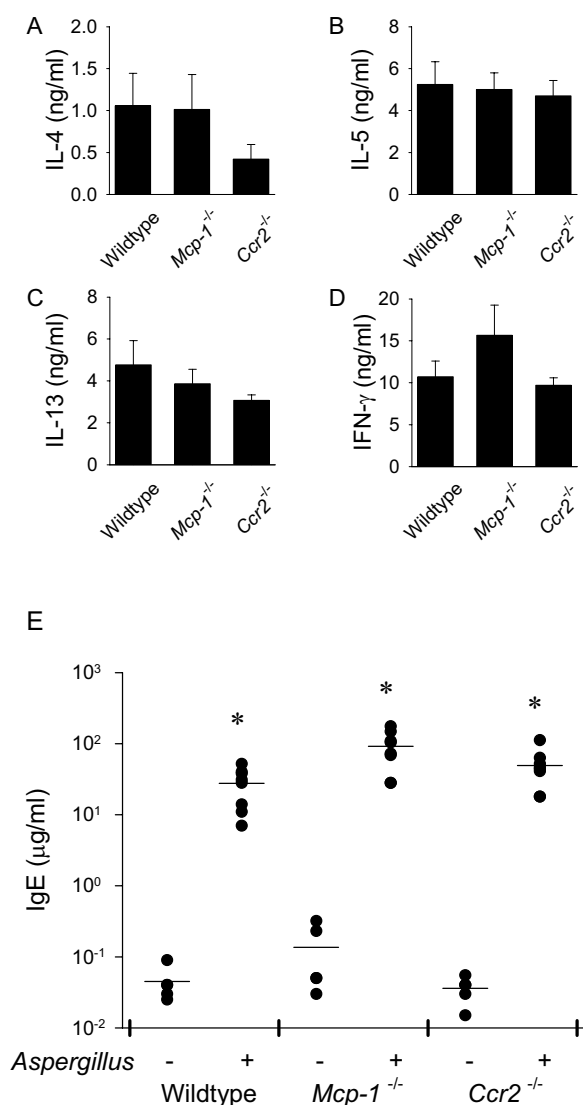 A
B
IL-4 (ng/ml)
2.0
1.5
1.0
0.5
0.0
Wildtype
Mcp-1-/-
Ccr2-/-
IL-5 (ng/ml)
8
6
4
2
0
Wildtype
Mcp-1-/-
Ccr2-/-
C
D
IL-13 (ng/ml)
8
6
4
2
0
Wildtype
Mcp-1-/-
Ccr2-/-
IFN-γ (ng/ml)
20
15
10
5
0
Wildtype
Mcp-1-/-
Ccr2-/-
E
IgE (μg/ml)
10³
10²
10¹
10⁰
10⁻¹
10⁻²
* * *
Aspergillus - + - + - +
Wildtype Mcp-1 -/- Ccr2 -/-